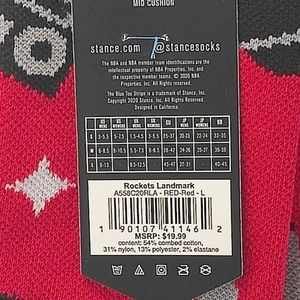 MID CUSHION
stance.com @stancesocks
The NBA and NBA member team identifications are the
intellectual property of NBA Properties, Inc. and
the respective member teams. © 2020 NBA
Properties, Inc. All rights reserved.
The Blue Toe Stripe is a trademark of Stance, Inc.
Copyright 2020 Stance, Inc. All rights reserved.
Designed in California.
Rockets Landmark
A558C20RLA - RED-Red - L
1 90107 41146 2
MSRP: $19.99
content: 54% combed cotton,
31% nylon, 13% polyester, 2% elastane